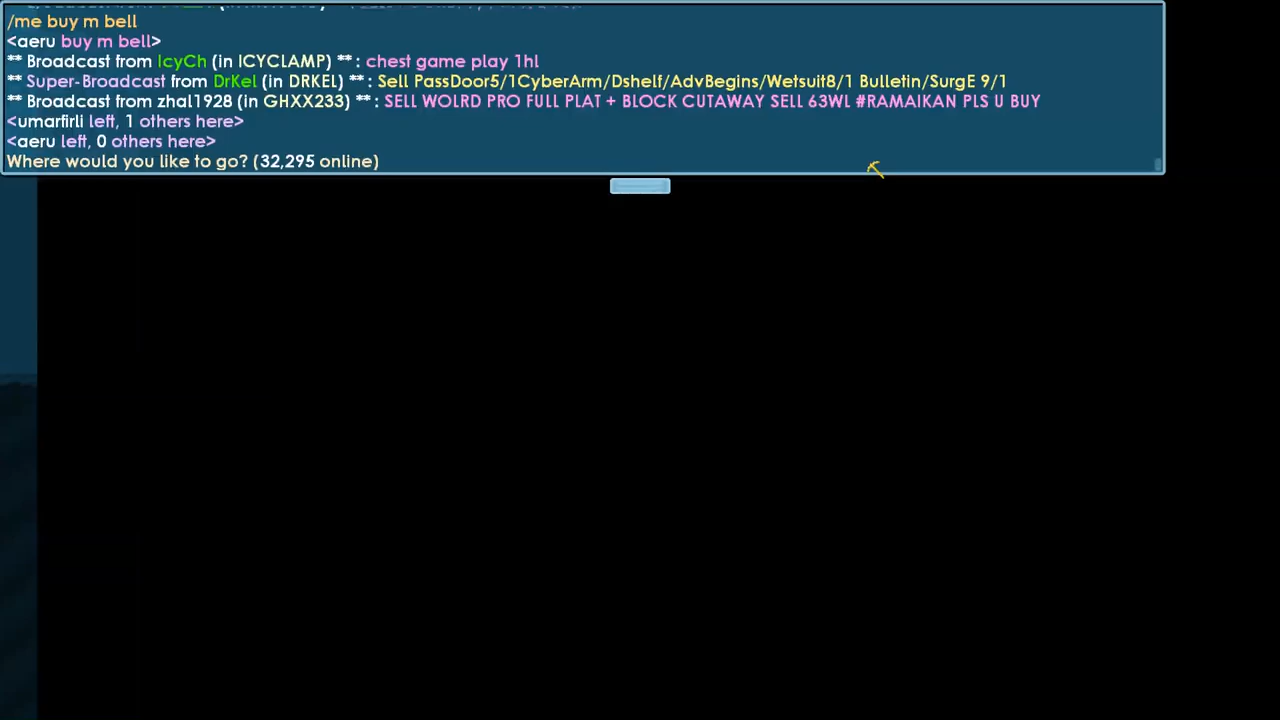 /me buy m bell
<aeru buy m bell>
** Broadcast from IcyCh (in ICYCLAMP) ** : chest game play 1hl
** Super-Broadcast from DrKel (in DRKEL) ** : Sell PassDoor5/1CyberArm/Dshelf/AdvBegins/Wetsuit8/1 Bulletin/SurgE 9/1
** Broadcast from zhal1928 (in GHXX233) ** : SELL WOLRD PRO FULL PLAT + BLOCK CUTAWAY SELL 63WL #RAMAIKAN PLS U BUY
<umarfirli left, 1 others here>
<aeru left, 0 others here>
Where would you like to go? (32,295 online)